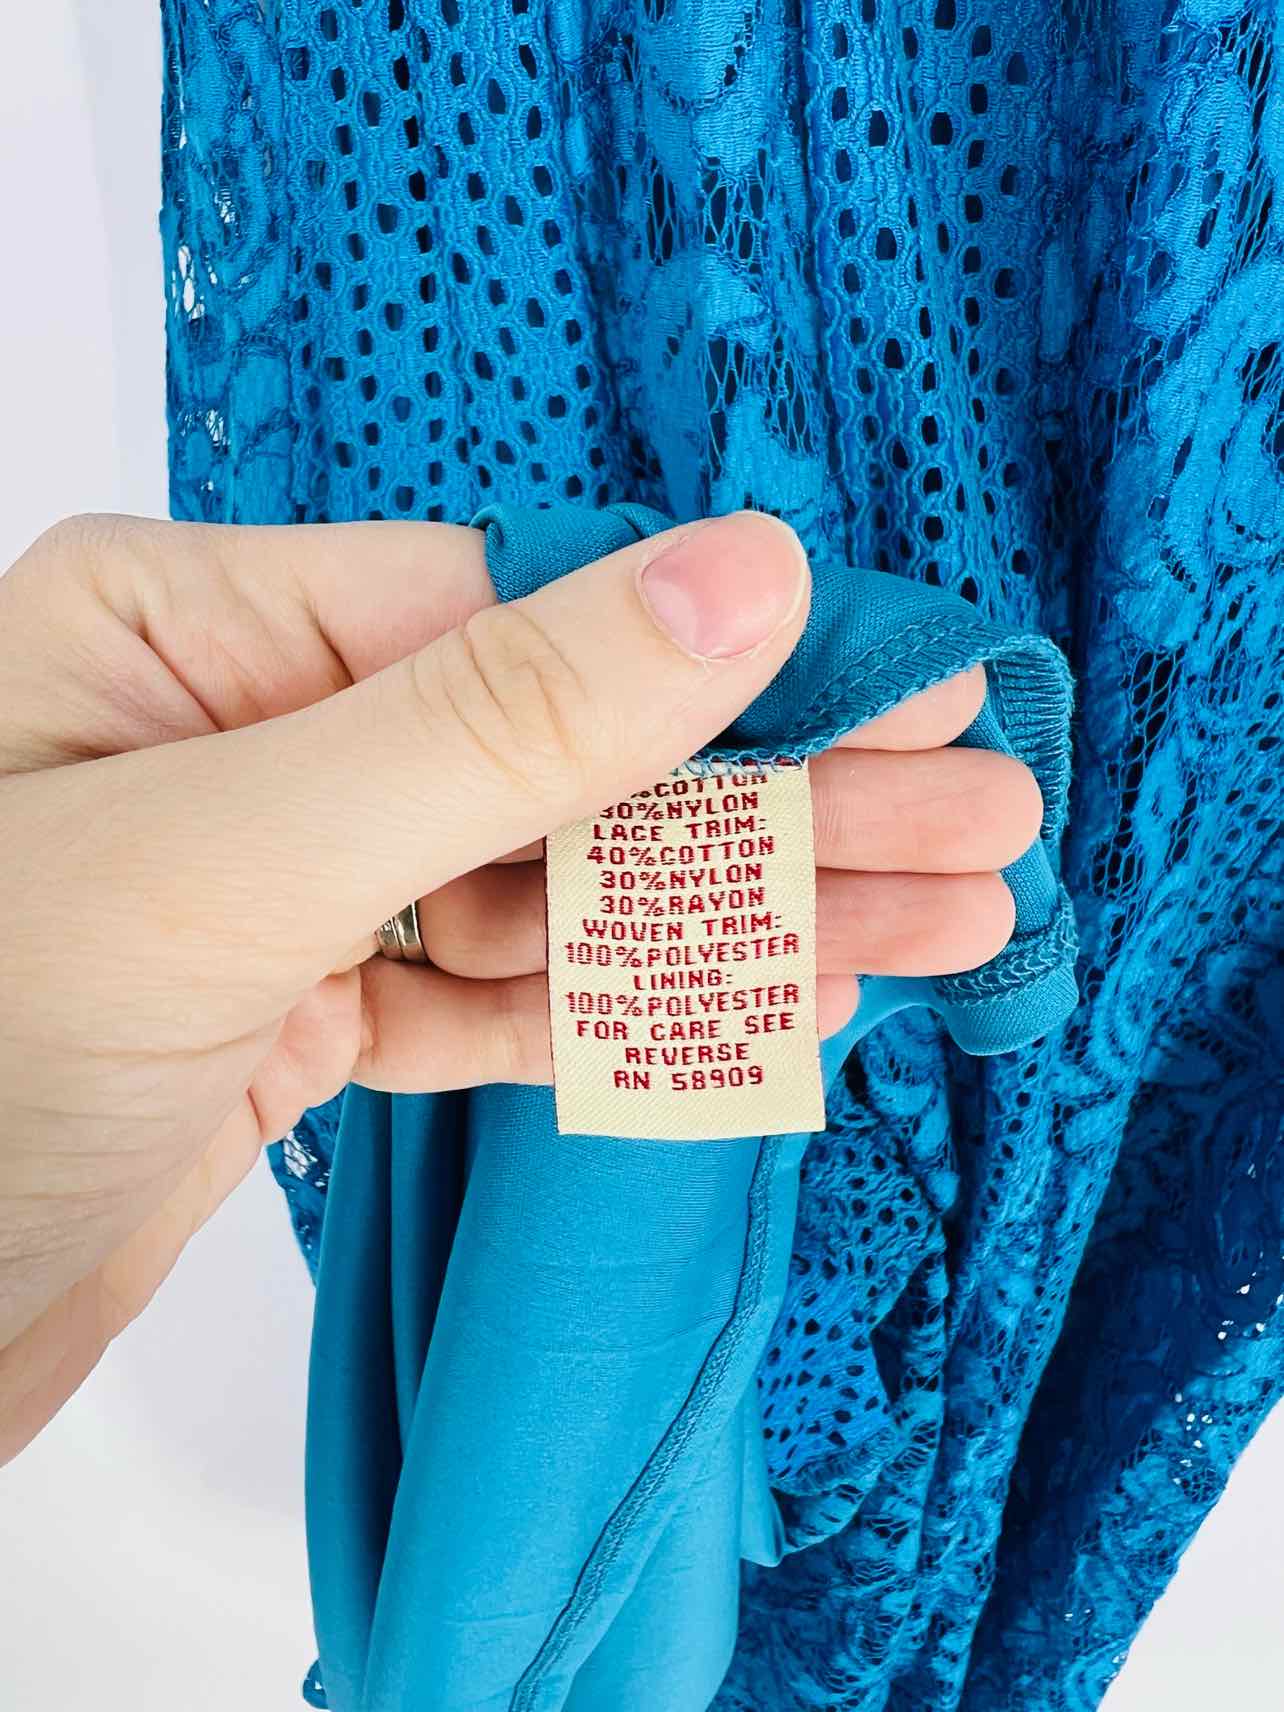 %COTTON
30%NYLON
LACE TRIM:
40%COTTON
30%NYLON
30%RAYON
WOVEN TRIM:
100%POLYESTER
LINING:
100%POLYESTER
FOR CARE SEE
REVERSE
RN 58909